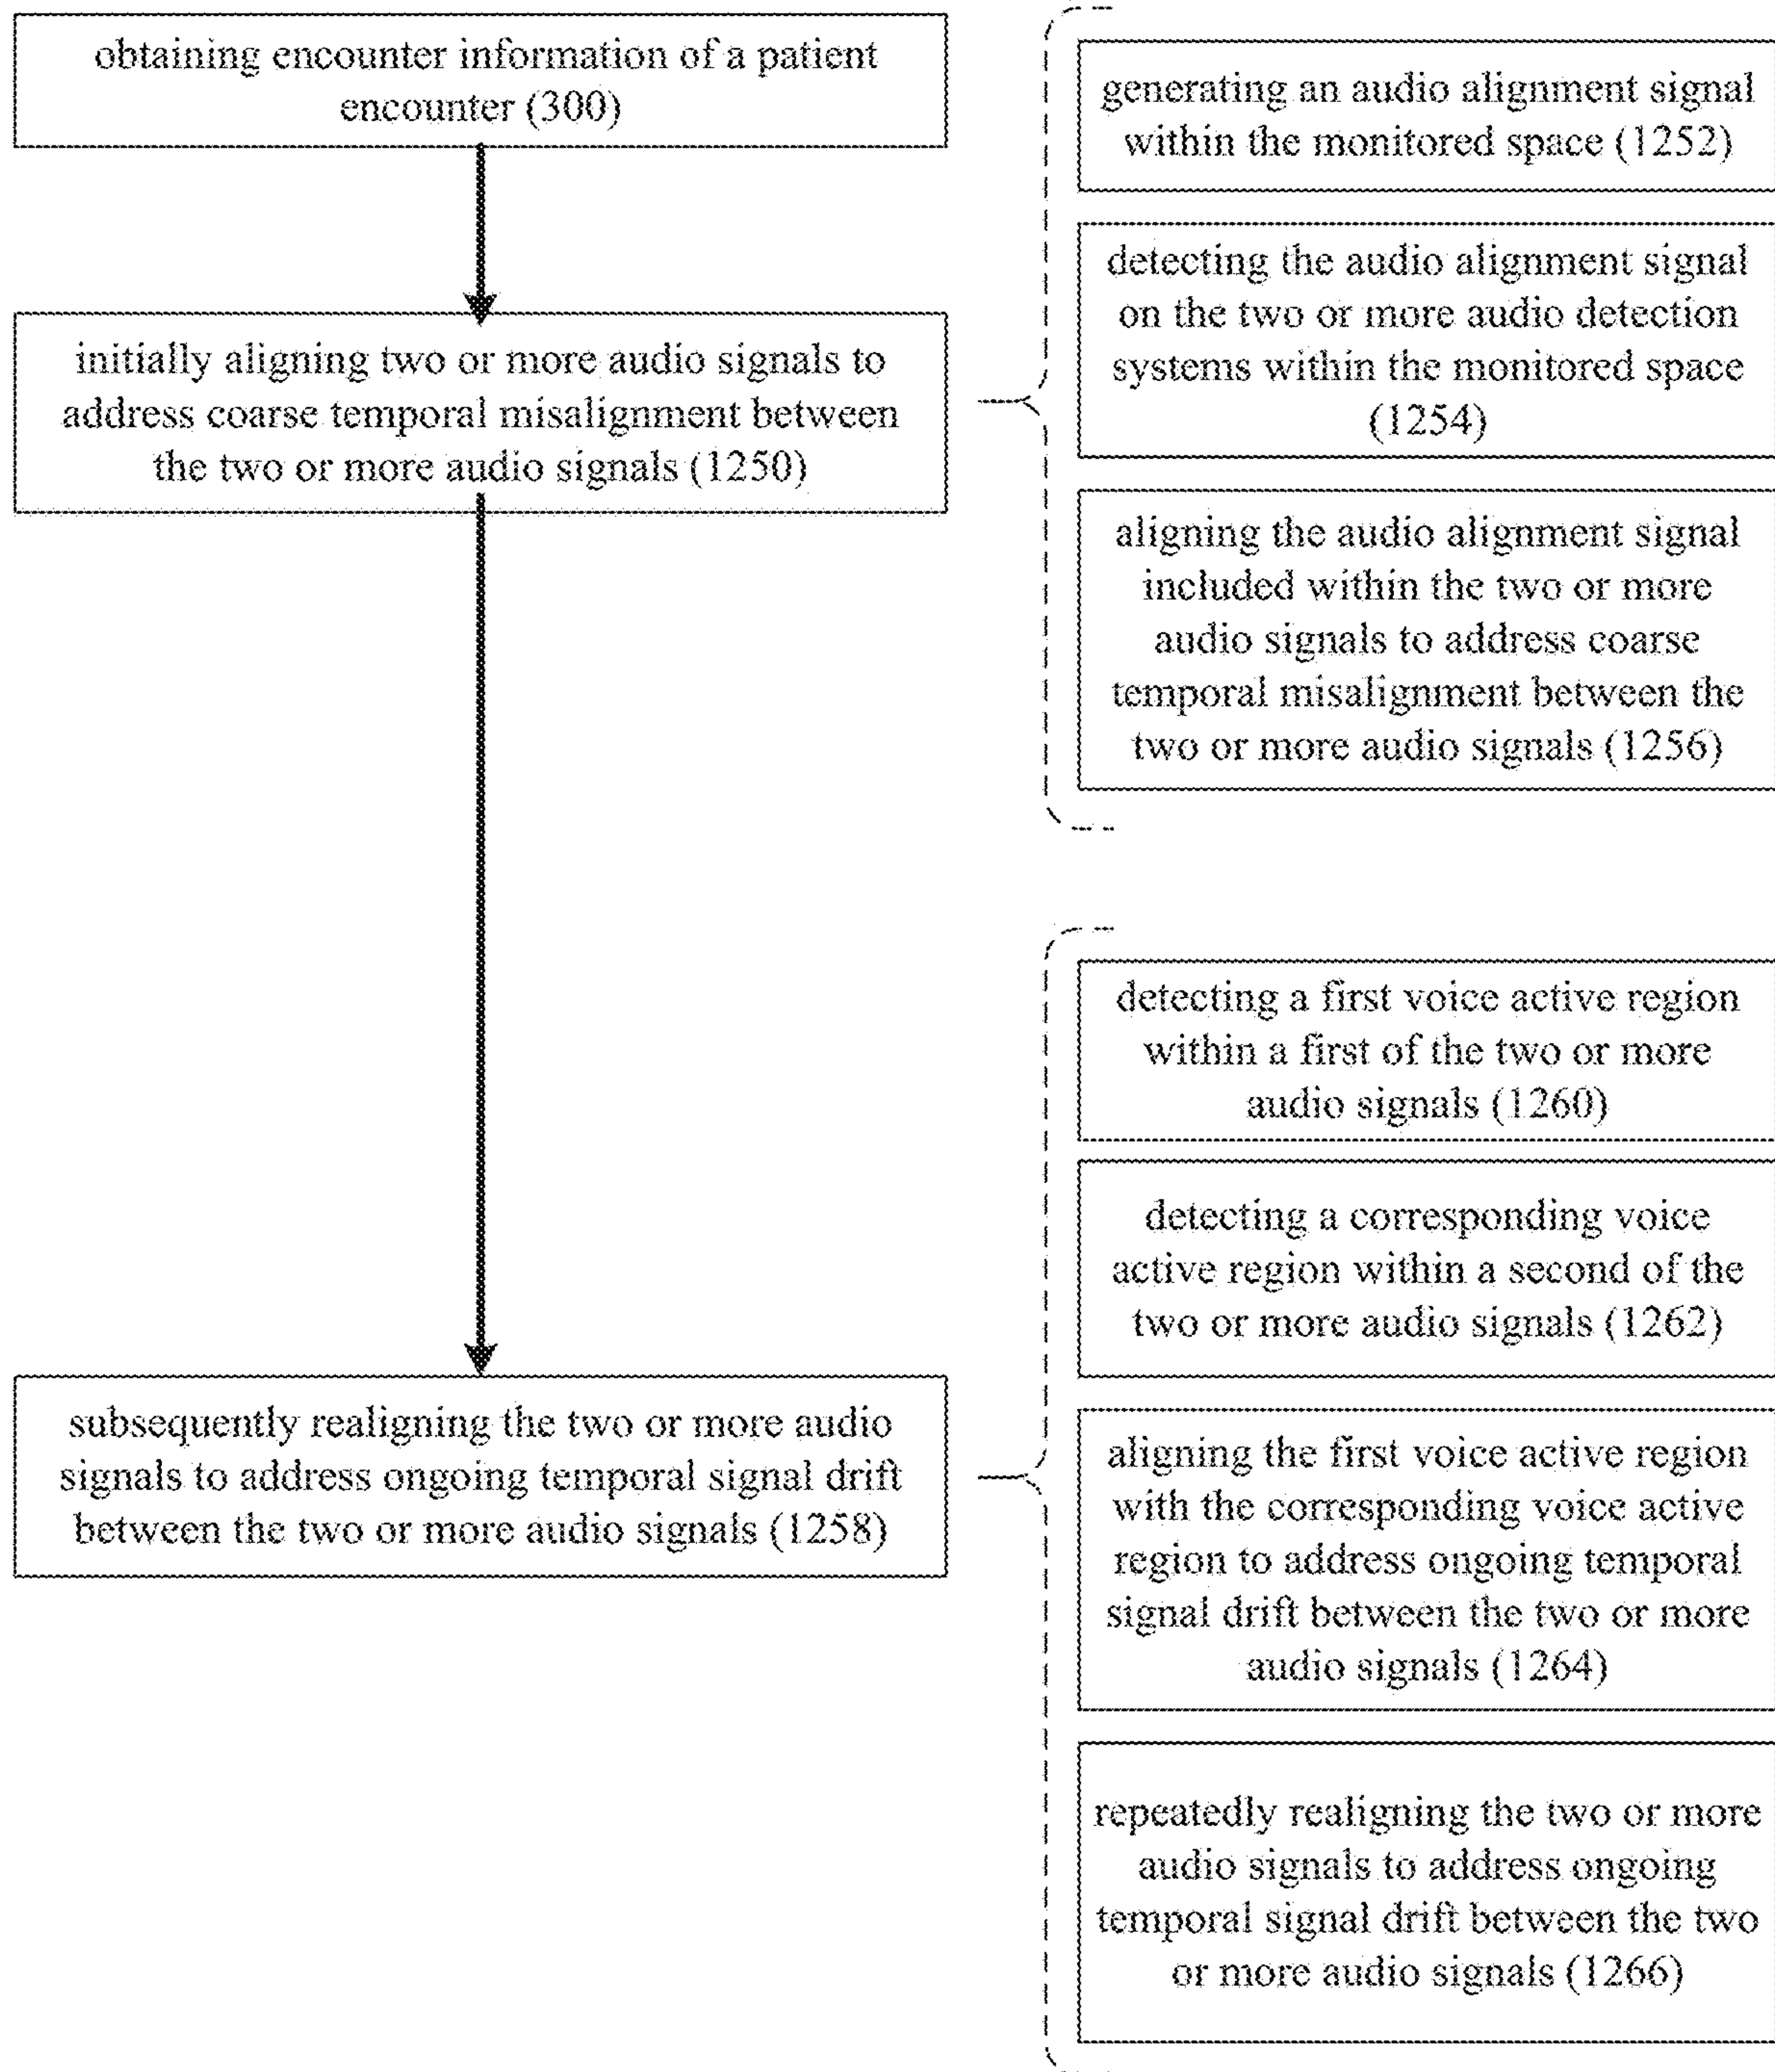 obtaining encounter information of a patient
encounter (300)
initially aligning two or more audio signals to
address coarse temporal misalignment between
the two or more audio signals (1250)
generating an audio alignment signal
within the monitored space (1252)
detecting the audio alignment signal
on the two or more audio detection
systems within the monitored space
(1254)
aligning the audio alignment signal
included within the two or more
audio signals to address coarse
temporal misalignment between the
two or more audio signals (1256)
subsequently realigning the two or more audio
signals to address ongoing temporal signal drift
between the two or more audio signals (1258)
detecting a first voice active region
within a first of the two or more
audio signals (1260)
detecting a corresponding voice
active region within a second of the
two or more audio signals (1262)
aligning the first voice active region
with the corresponding voice active
region to address ongoing temporal
signal drift between the two or more
audio signals (1264)
repeatedly realigning the two or more
audio signals to address ongoing
temporal signal drift between the two
or more audio signals (1266)